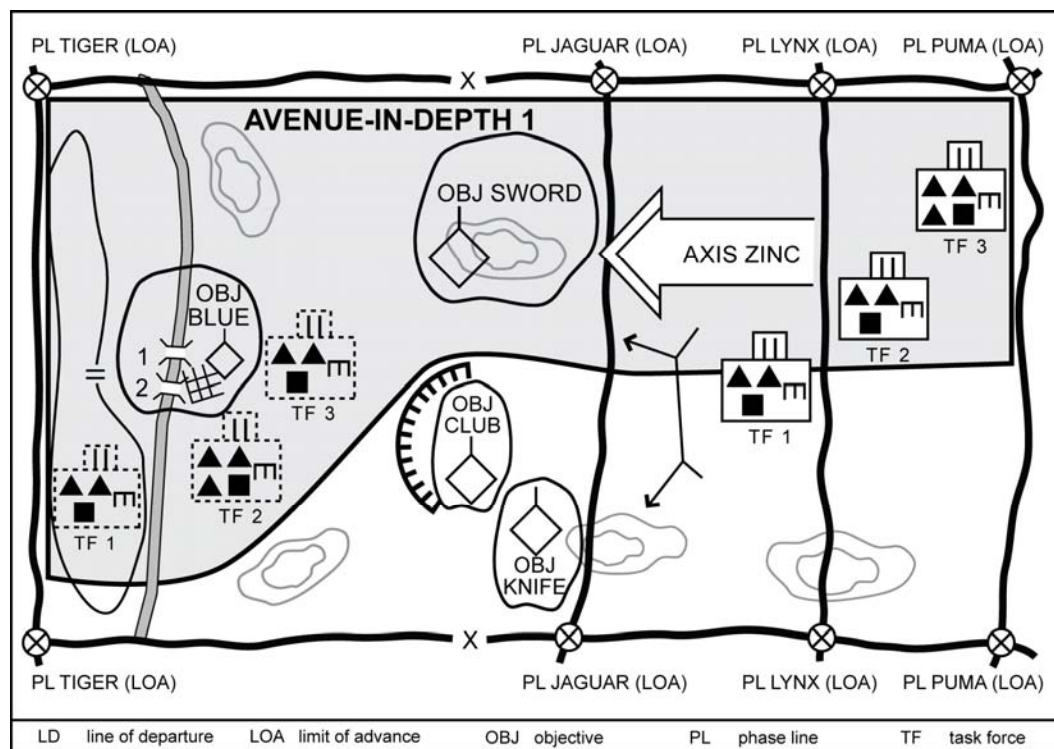 PL TIGER (LOA)
PL JAGUAR (LOA)
PL LYNX (LOA)
PL PUMA (LOA)
X
AVENUE-IN-DEPTH 1
OBJ SWORD
AXIS ZINC
TF 3
TF 2
TF 1
OBJ
BLUE
1
2
TF 3
TF 2
TF 1
OBJ
CLUB
OBJ
KNIFE
X
PL TIGER (LOA)
PL JAGUAR (LOA)
PL LYNX (LOA)
PL PUMA (LOA)
LD line of departure LOA limit of advance OBJ objective PL phase line TF task force